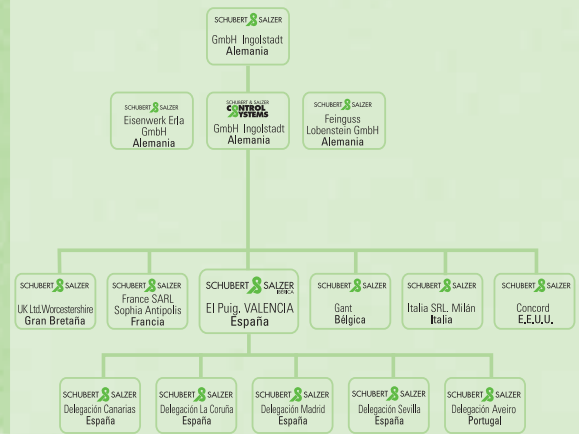 SCHUBERT & SALZER
GmbH Ingolstadt
Alemania
SCHUBERT & SALZER
Eisenwerk Erla
GmbH
Alemania
SCHUBERT & SALZER
CONTROL
SYSTEMS
GmbH Ingolstadt
Alemania
SCHUBERT & SALZER
Feinguss
Lobenstein GmbH
Alemania
SCHUBERT & SALZER
UK Ltd.Worcestershire
Gran Bretaña
SCHUBERT & SALZER
France SARL
Sophia Antipolis
Francia
SCHUBERT & SALZER
IBERICA
El Puig. VALENCIA
España
SCHUBERT & SALZER
Gant
Bélgica
SCHUBERT & SALZER
Italia SRL. Milán
Italia
SCHUBERT & SALZER
Concord
E.E.U.U.
SCHUBERT & SALZER
Delegación Canarias
España
SCHUBERT & SALZER
Delegación La Coruña
España
SCHUBERT & SALZER
Delegación Madrid
España
SCHUBERT & SALZER
Delegación Sevilla
España
SCHUBERT & SALZER
Delegación Aveiro
Portugal